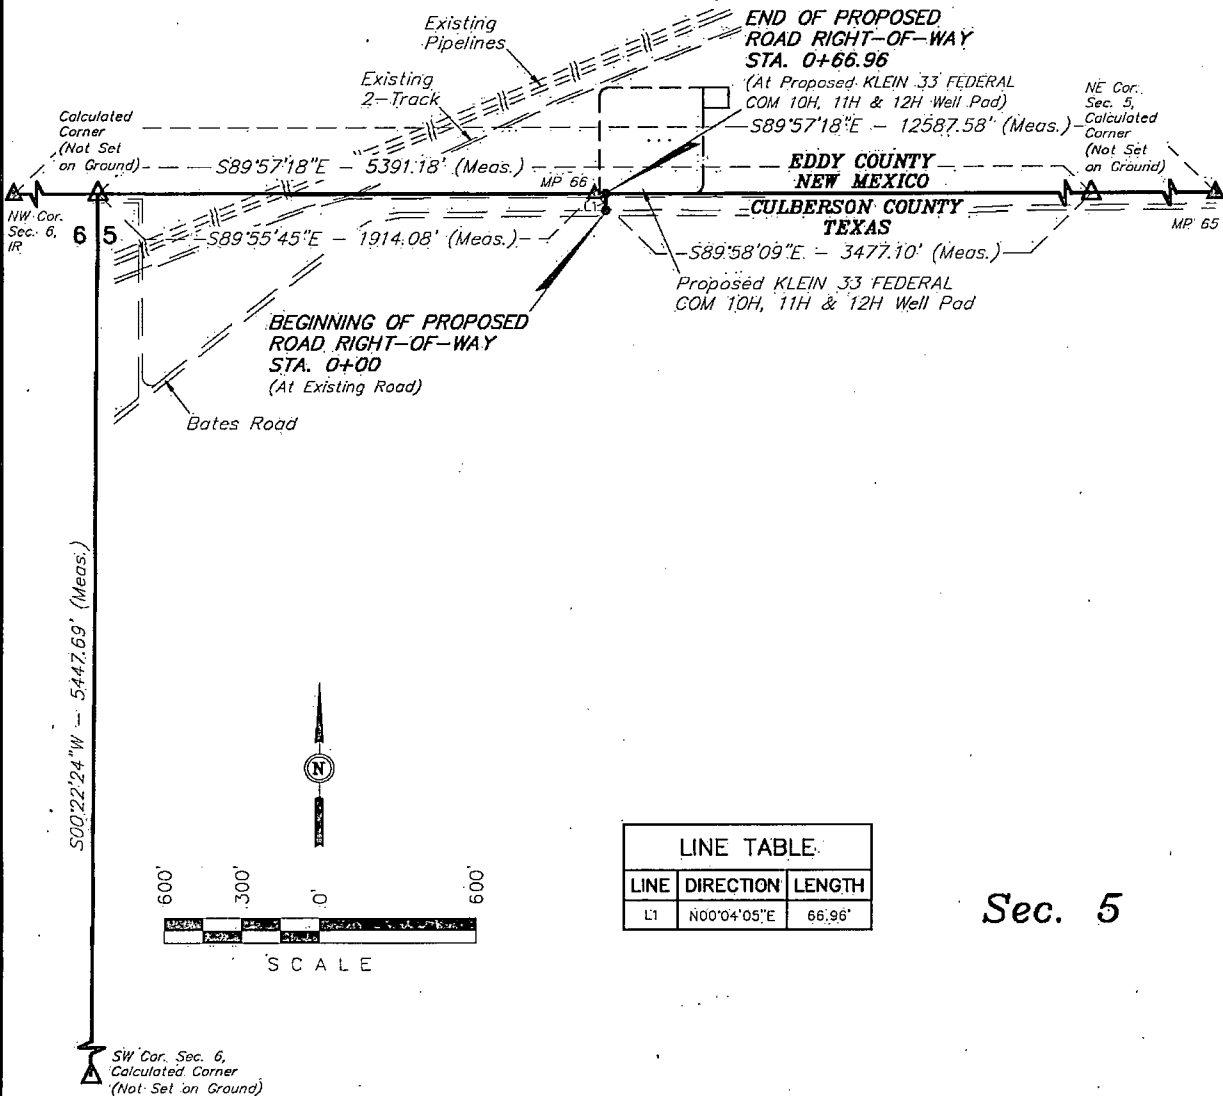 Existing
Pipelines
Existing
2-Track
END OF PROPOSED
ROAD RIGHT-OF-WAY
STA. 0+66.96
(At Proposed KLEIN 33 FEDERAL
COM 10H, 11H & 12H Well Pad)
Calculated
Corner
(Not Set
on Ground)
NE Cor.
Sec. 5,
Calculated
Corner
(Not Set
on Ground)
S89°57'18"E - 12587.58' (Meas.)
S89°57'18"E - 5391.18' (Meas.)
MP 66
EDDY COUNTY
NEW MEXICO
CULBERSON COUNTY
TEXAS
NW Cor.
Sec. 6,
IR
6 5
L1
MP 65
S89°55'45"E - 1914.08' (Meas.)
S89°58'09"E - 3477.10' (Meas.)
Proposed KLEIN 33 FEDERAL
COM 10H, 11H & 12H Well Pad
BEGINNING OF PROPOSED
ROAD RIGHT-OF-WAY
STA. 0+00
(At Existing Road)
Bates Road
S00°22'24"W - 5447.69' (Meas.)
N
600' 300' 0' 600'
SCALE
LINE TABLE
LINE DIRECTION LENGTH
L1 N00°04'05"E 66.96'
Sec. 5
SW Cor. Sec. 6,
Calculated Corner
(Not Set on Ground)